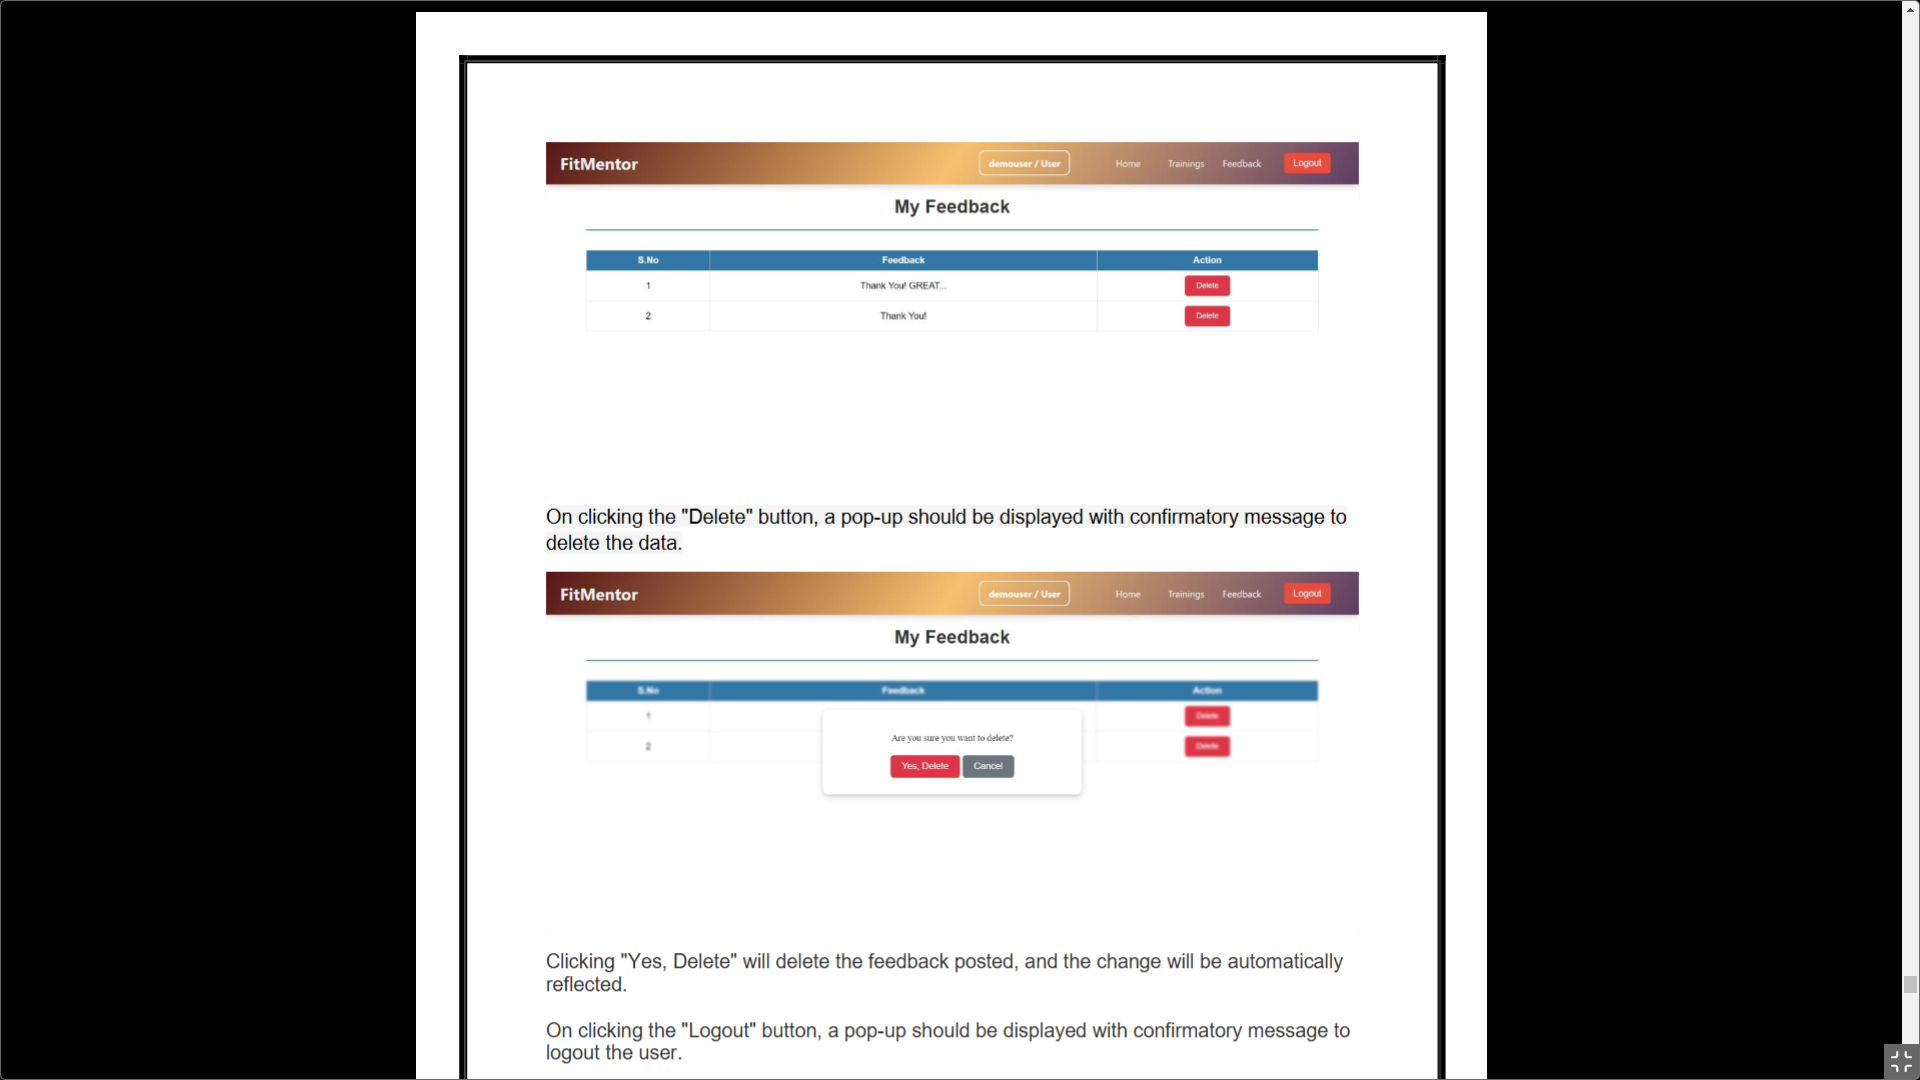 FitMentor demouser / User Home Trainings Feedback Logout
My Feedback
S.No Feedback Action
1 Thank You! GREAT... Delete
2 Thank You! Delete
On clicking the "Delete" button, a pop-up should be displayed with confirmatory message to
delete the data.
FitMentor demouser / User Home Trainings Feedback Logout
My Feedback
S.No Feedback Action
1 Delete
2 Delete
Are you sure you want to delete?
Yes, Delete Cancel
Clicking "Yes, Delete" will delete the feedback posted, and the change will be automatically
reflected.
On clicking the "Logout" button, a pop-up should be displayed with confirmatory message to
logout the user.